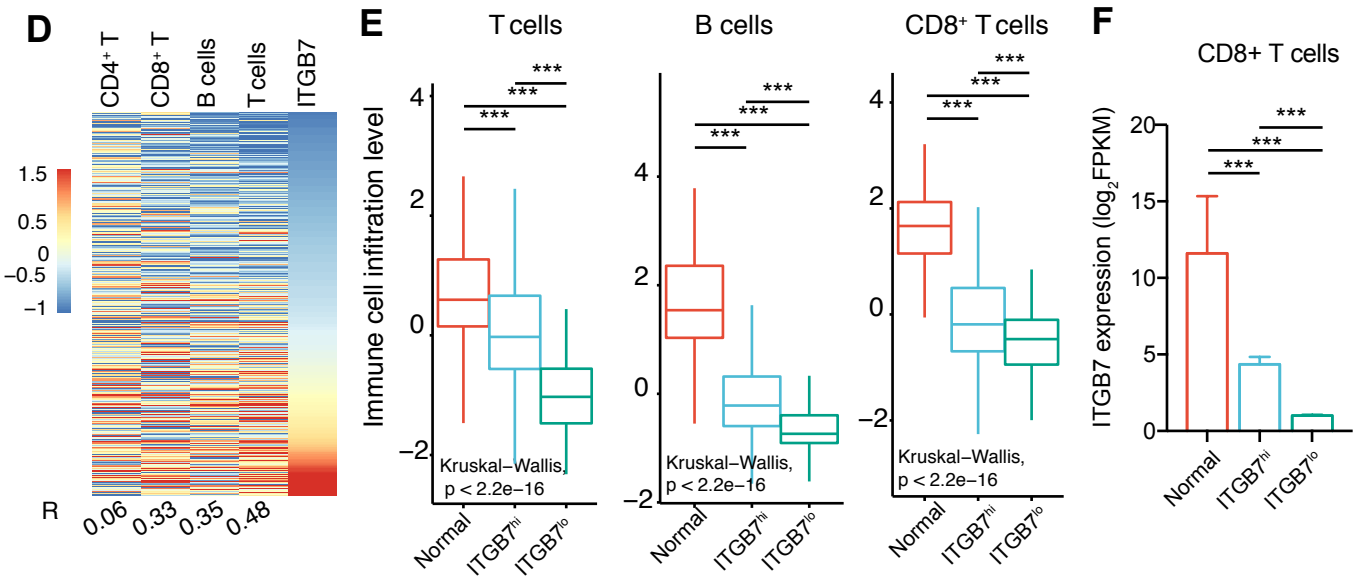 D
CD4⁺ T
CD8⁺ T
B cells
T cells
ITGB7
1.5
0.5
0
−0.5
−1
R
0.06
0.33
0.35
0.48
E
T cells
Immune cell infitration level
4
2
0
−2
***
***
***
Kruskal−Wallis,
p < 2.2e−16
Normal
ITGB7ʰⁱ
ITGB7ˡᵒ
B cells
4
2
0
−2
***
***
***
Kruskal−Wallis,
p < 2.2e−16
Normal
ITGB7ʰⁱ
ITGB7ˡᵒ
CD8⁺ T cells
4
2
0
−2
***
***
***
Kruskal−Wallis,
p < 2.2e−16
Normal
ITGB7ʰⁱ
ITGB7ˡᵒ
F
CD8+ T cells
ITGB7 expression (log₂FPKM)
20
15
10
5
0
***
***
***
Normal
ITGB7ʰⁱ
ITGB7ˡᵒ